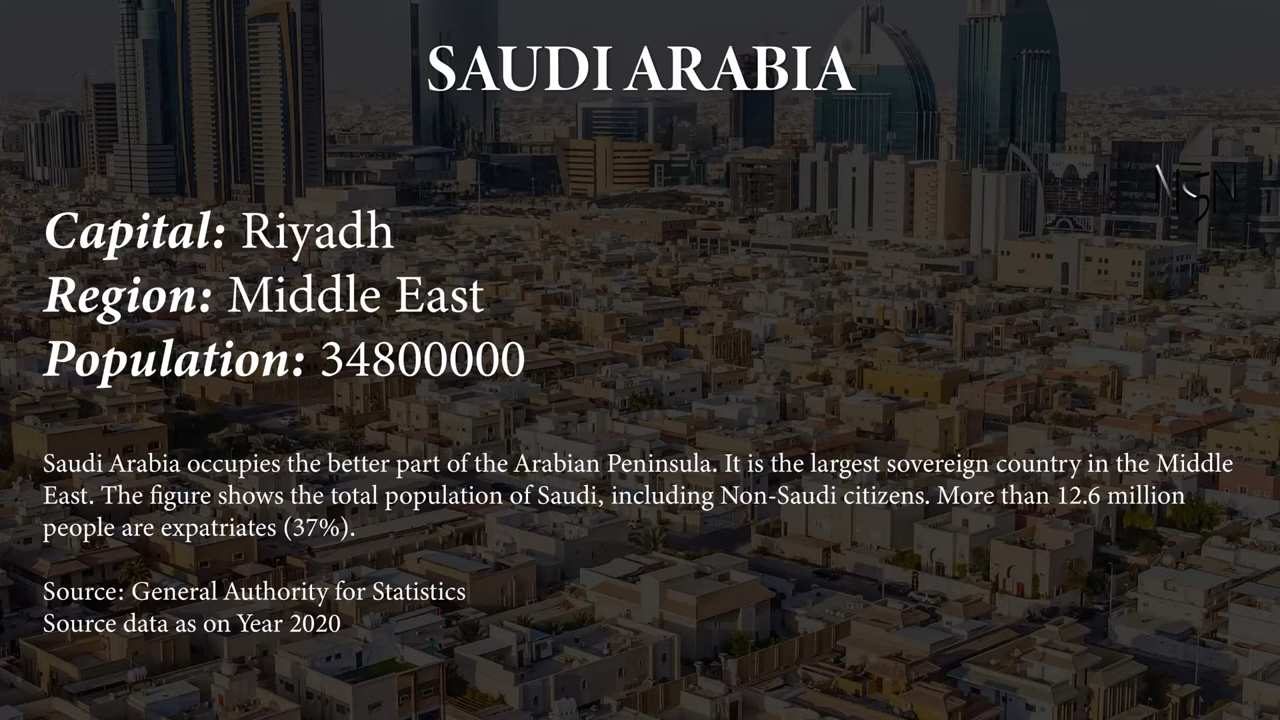 SAUDI ARABIA
Capital: Riyadh
Region: Middle East
Population: 34800000
Saudi Arabia occupies the better part of the Arabian Peninsula. It is the largest sovereign country in the Middle
East. The figure shows the total population of Saudi, including Non-Saudi citizens. More than 12.6 million
people are expatriates (37%).
Source: General Authority for Statistics
Source data as on Year 2020